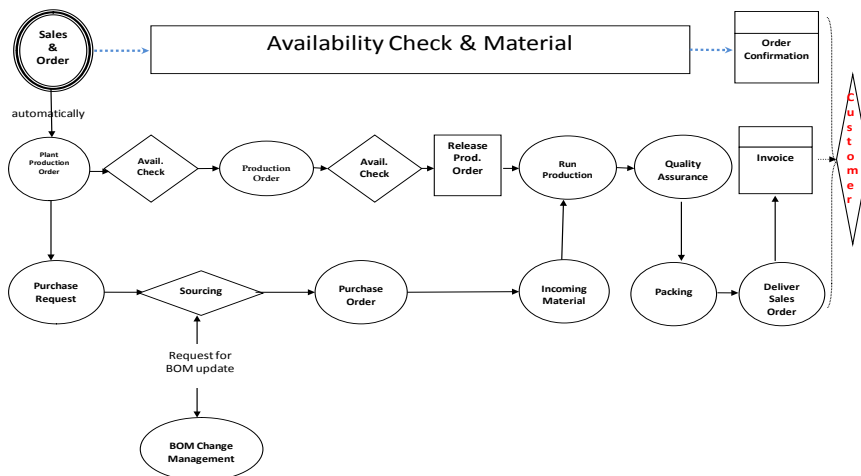 Sales
&
Order
Availability Check & Material
Order
Confirmation
automatically
Plant
Production
Order
Avail.
Check
Production
Order
Avail.
Check
Release
Prod.
Order
Run
Production
Quality
Assurance
Invoice
Customer
Purchase
Request
Sourcing
Purchase
Order
Incoming
Material
Packing
Deliver
Sales
Order
Request for
BOM update
BOM Change
Management